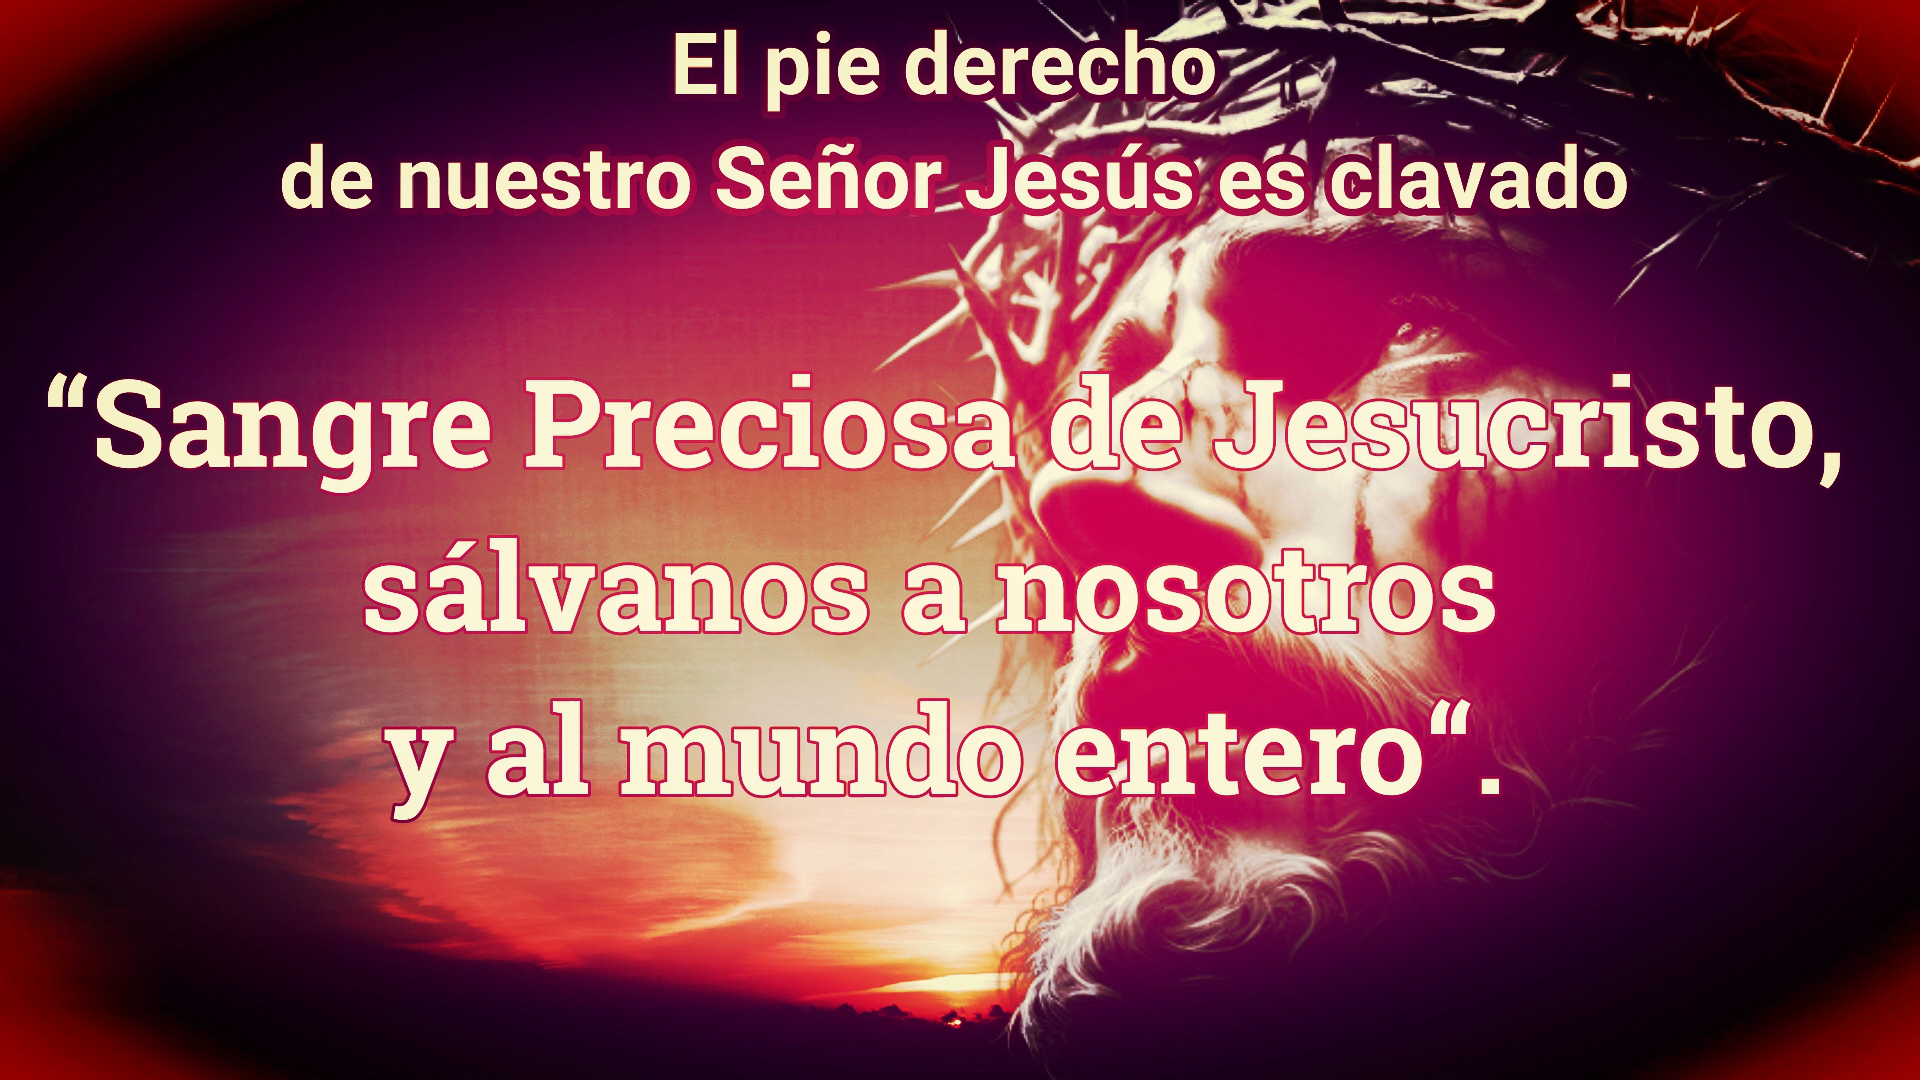 El pie derecho
de nuestro Señor Jesús es clavado
“Sangre Preciosa de Jesucristo,
sálvanos a nosotros
y al mundo entero“.